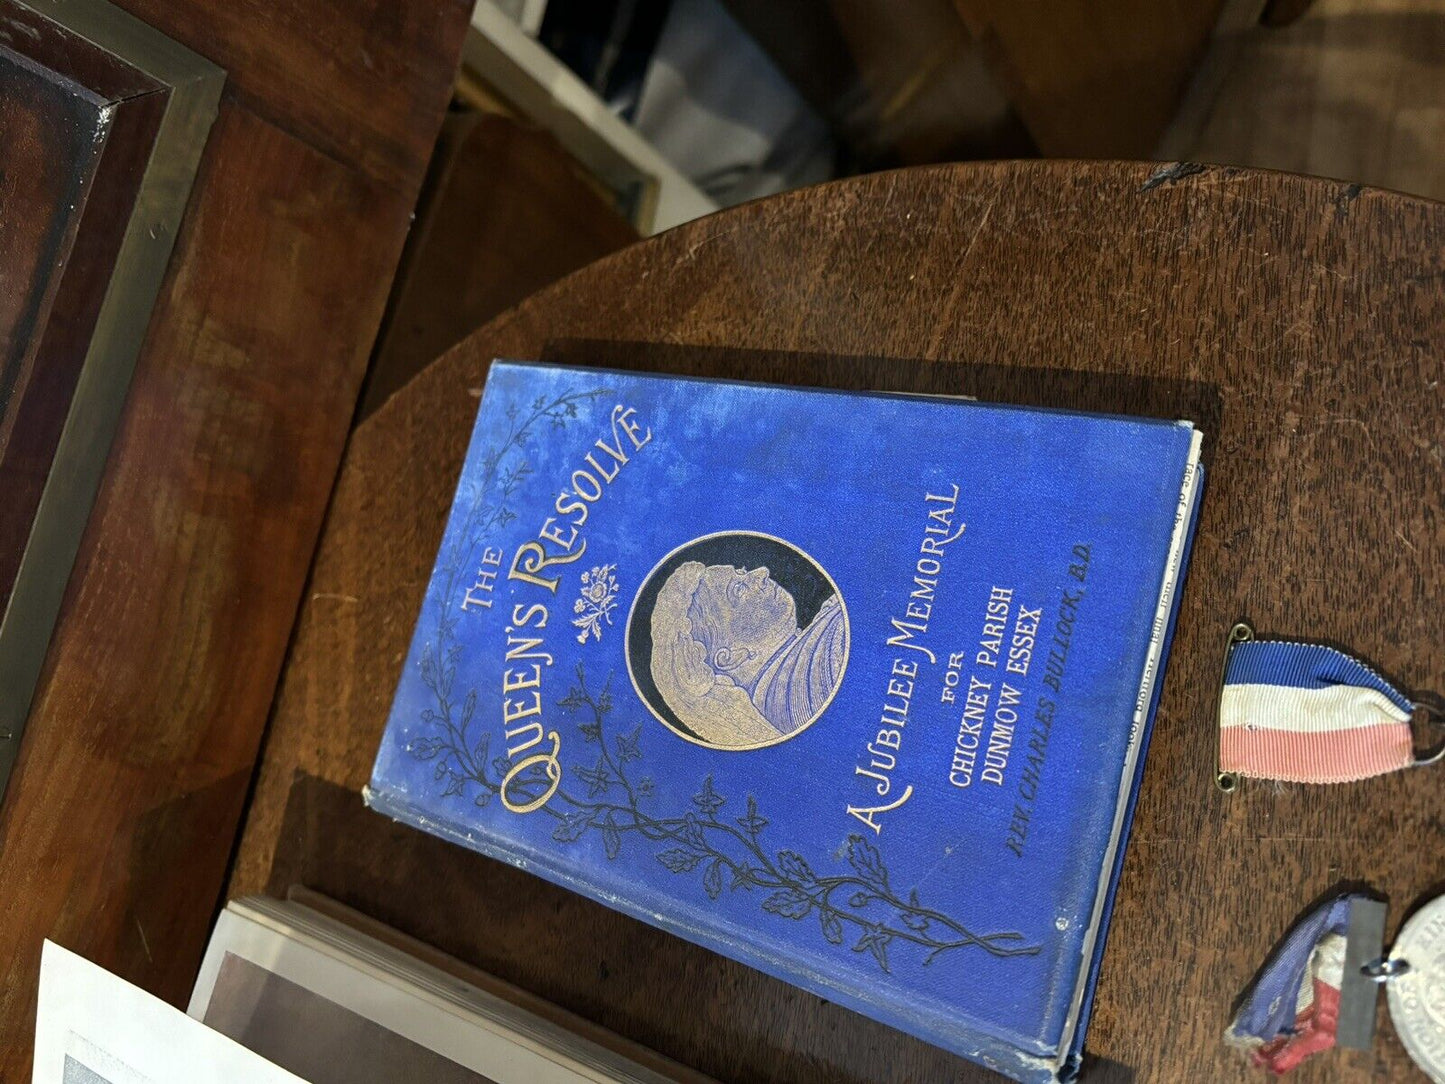 THE
QUEEN'S RESOLVE
A JUBILEE MEMORIAL
FOR
CHICKNEY PARISH
DUNMOW ESSEX
REV. CHARLES BULLOCK, B.D.